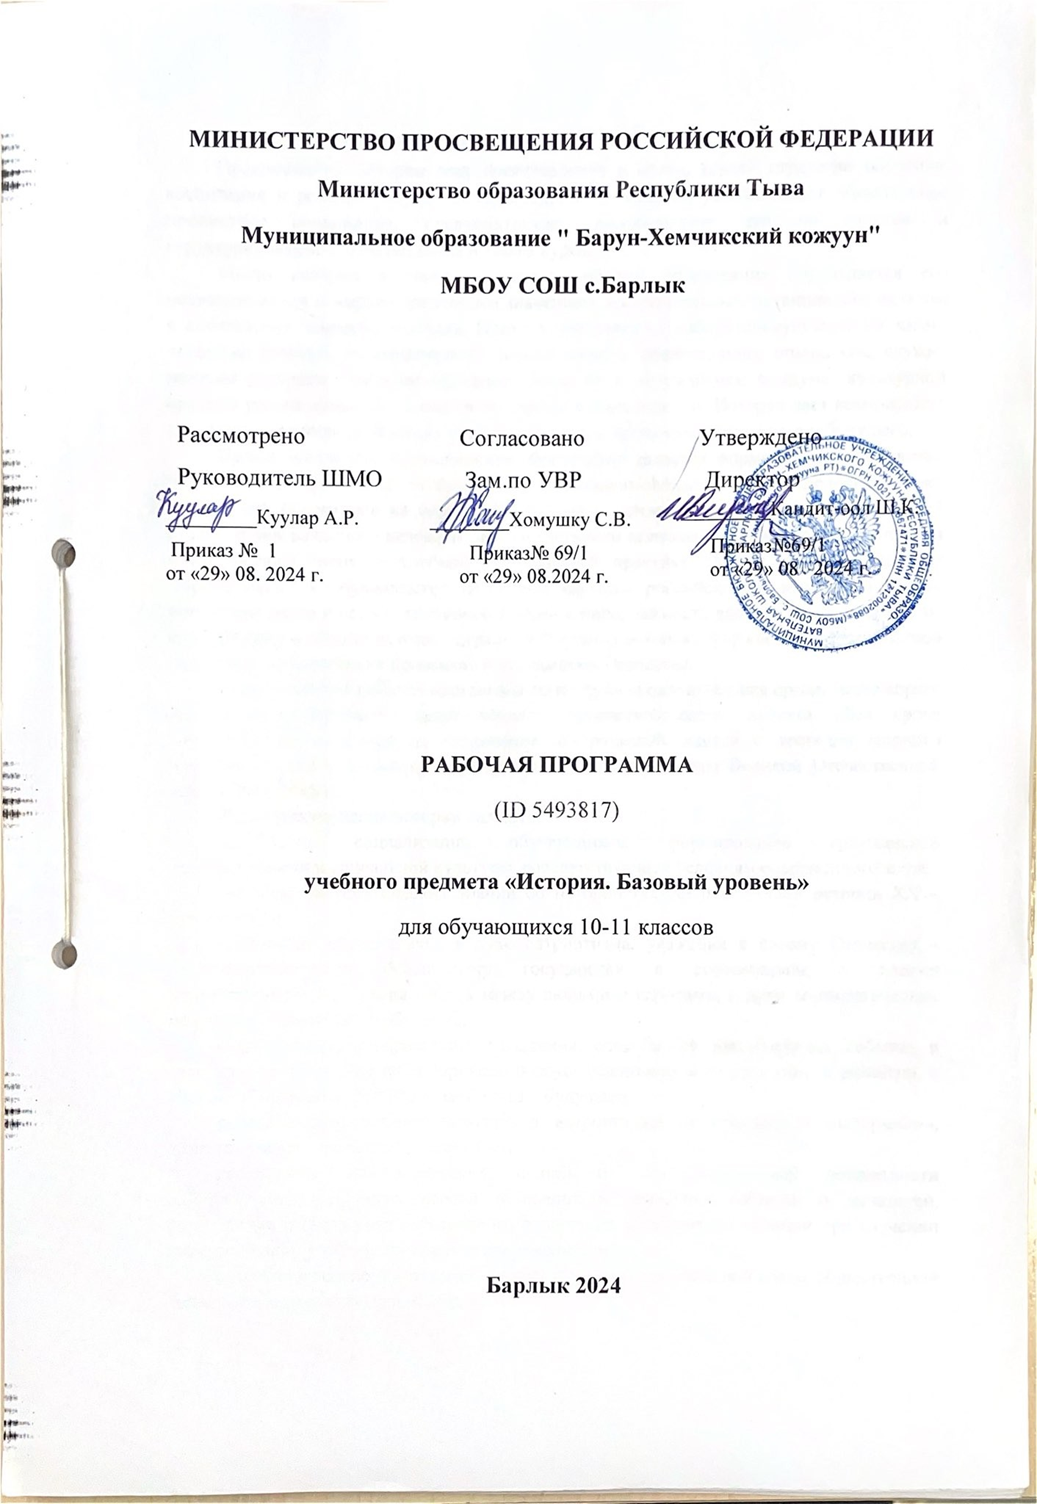 МИНИСТЕРСТВО ПРОСВЕЩЕНИЯ РОССИЙСКОЙ ФЕДЕРАЦИИ
Министерство образования Республики Тыва
Муниципальное образование " Барун-Хемчикский кожуун"
МБОУ СОШ с.Барлык
Рассмотрено Согласовано Утверждено
Руководитель ШМО Зам.по УВР Директор
Куулар Куулар А.Р. Хомушку С.В. Кандит-оол Ш.К.
Приказ № 1 Приказ№ 69/1 Приказ№69/1
от «29» 08. 2024 г. от «29» 08.2024 г. от «29» 08. 2024 г.
РАБОЧАЯ ПРОГРАММА
(ID 5493817)
учебного предмета «История. Базовый уровень»
для обучающихся 10-11 классов
Барлык 2024